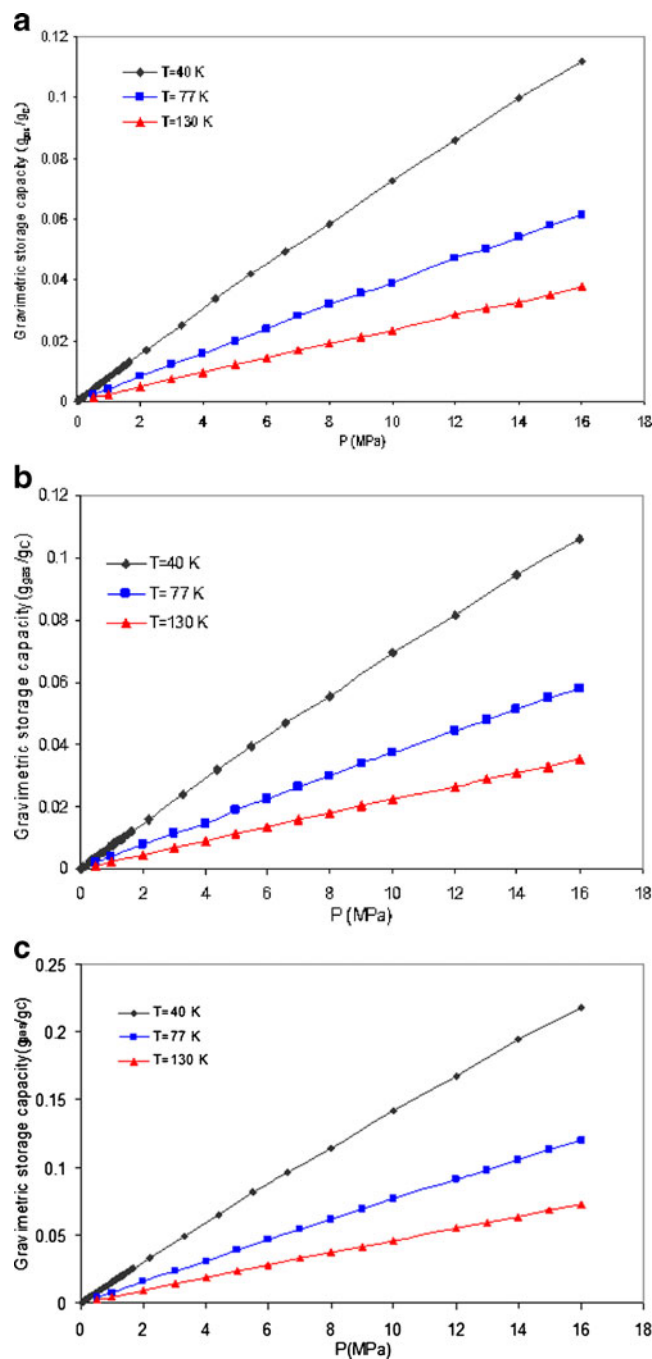 a
0.12
0.1
0.08
0.06
0.04
0.02
0
Gravimetric storage capacity (ggas/gc)
T=40 K
T= 77 K
T=130 K
0 2 4 6 8 10 12 14 16 18
P (MPa)
b
0.12
0.1
0.08
0.06
0.04
0.02
0
Gravimetric storage capacity (ggas/gc)
T=40 K
T= 77 K
T=130 K
0 2 4 6 8 10 12 14 16 18
P (MPa)
c
0.25
0.2
0.15
0.1
0.05
0
Gravimetric storage capacity(ggas/gc)
T=40 K
T=77 K
T=130 K
0 2 4 6 8 10 12 14 16 18
P(MPa)